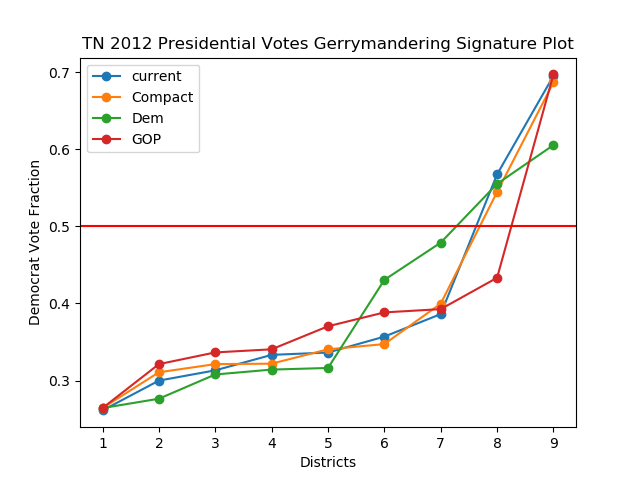 TN 2012 Presidential Votes Gerrymandering Signature Plot
current
Compact
Dem
GOP
0.7
0.6
0.5
0.4
0.3
Democrat Vote Fraction
1 2 3 4 5 6 7 8 9
Districts